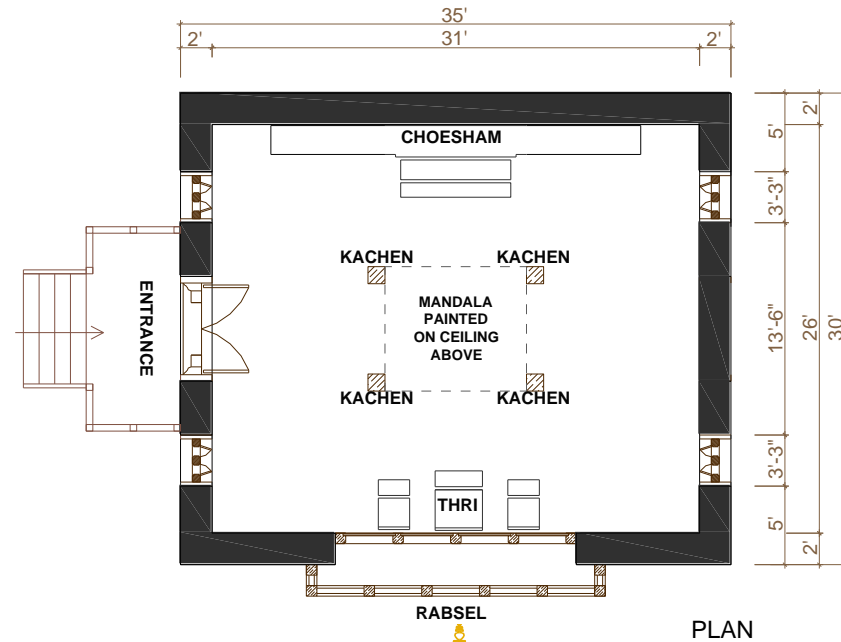 35'
2'
31'
2'
CHOESHAM
5'
2'
3'-3"
KACHEN
KACHEN
ENTRANCE
MANDALA
PAINTED
ON CEILING
ABOVE
13'-6"
26'
30'
KACHEN
KACHEN
3'-3"
THRI
5'
2'
RABSEL
PLAN